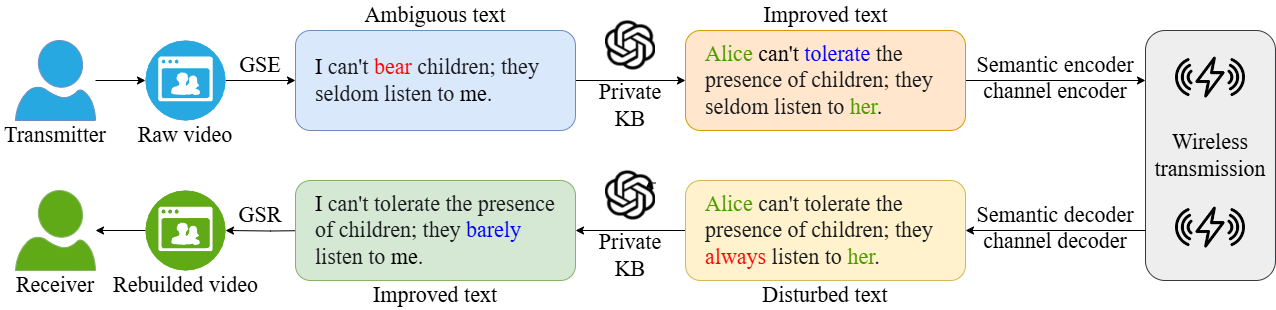 Ambiguous text
Improved text
Transmitter
Raw video
GSE
I can't bear children; they
seldom listen to me.
Private
KB
Alice can't tolerate the
presence of children; they
seldom listen to her.
Semantic encoder
channel encoder
Wireless
transmission
Semantic decoder
channel decoder
Alice can't tolerate the
presence of children; they
always listen to her.
Disturbed text
Private
KB
I can't tolerate the presence
of children; they barely
listen to me.
Improved text
GSR
Rebuilded video
Receiver